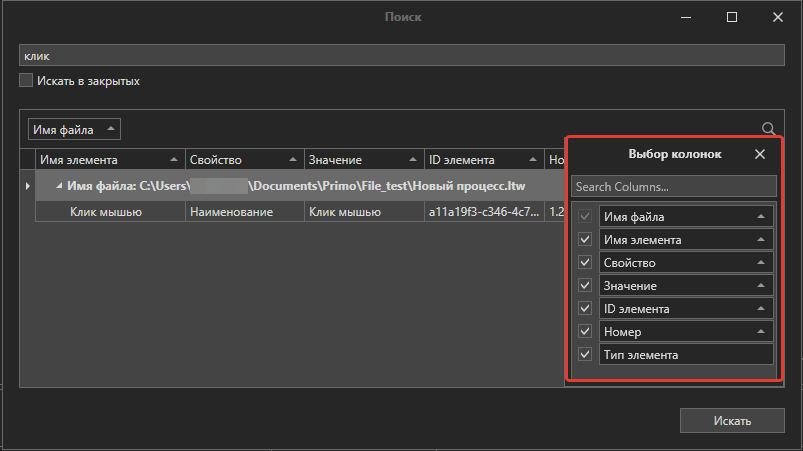 Поиск
клик
Искать в закрытых
Имя файла
Имя элемента Свойство Значение ID элемента Но
Имя файла: C:\Users\ \Documents\Primo\File_test\Новый процесс.ltw
Клик мышью Наименование Клик мышью a11a19f3-c346-4c7... 1.2
Выбор колонок
Search Columns...
Имя файла
Имя элемента
Свойство
Значение
ID элемента
Номер
Тип элемента
Искать